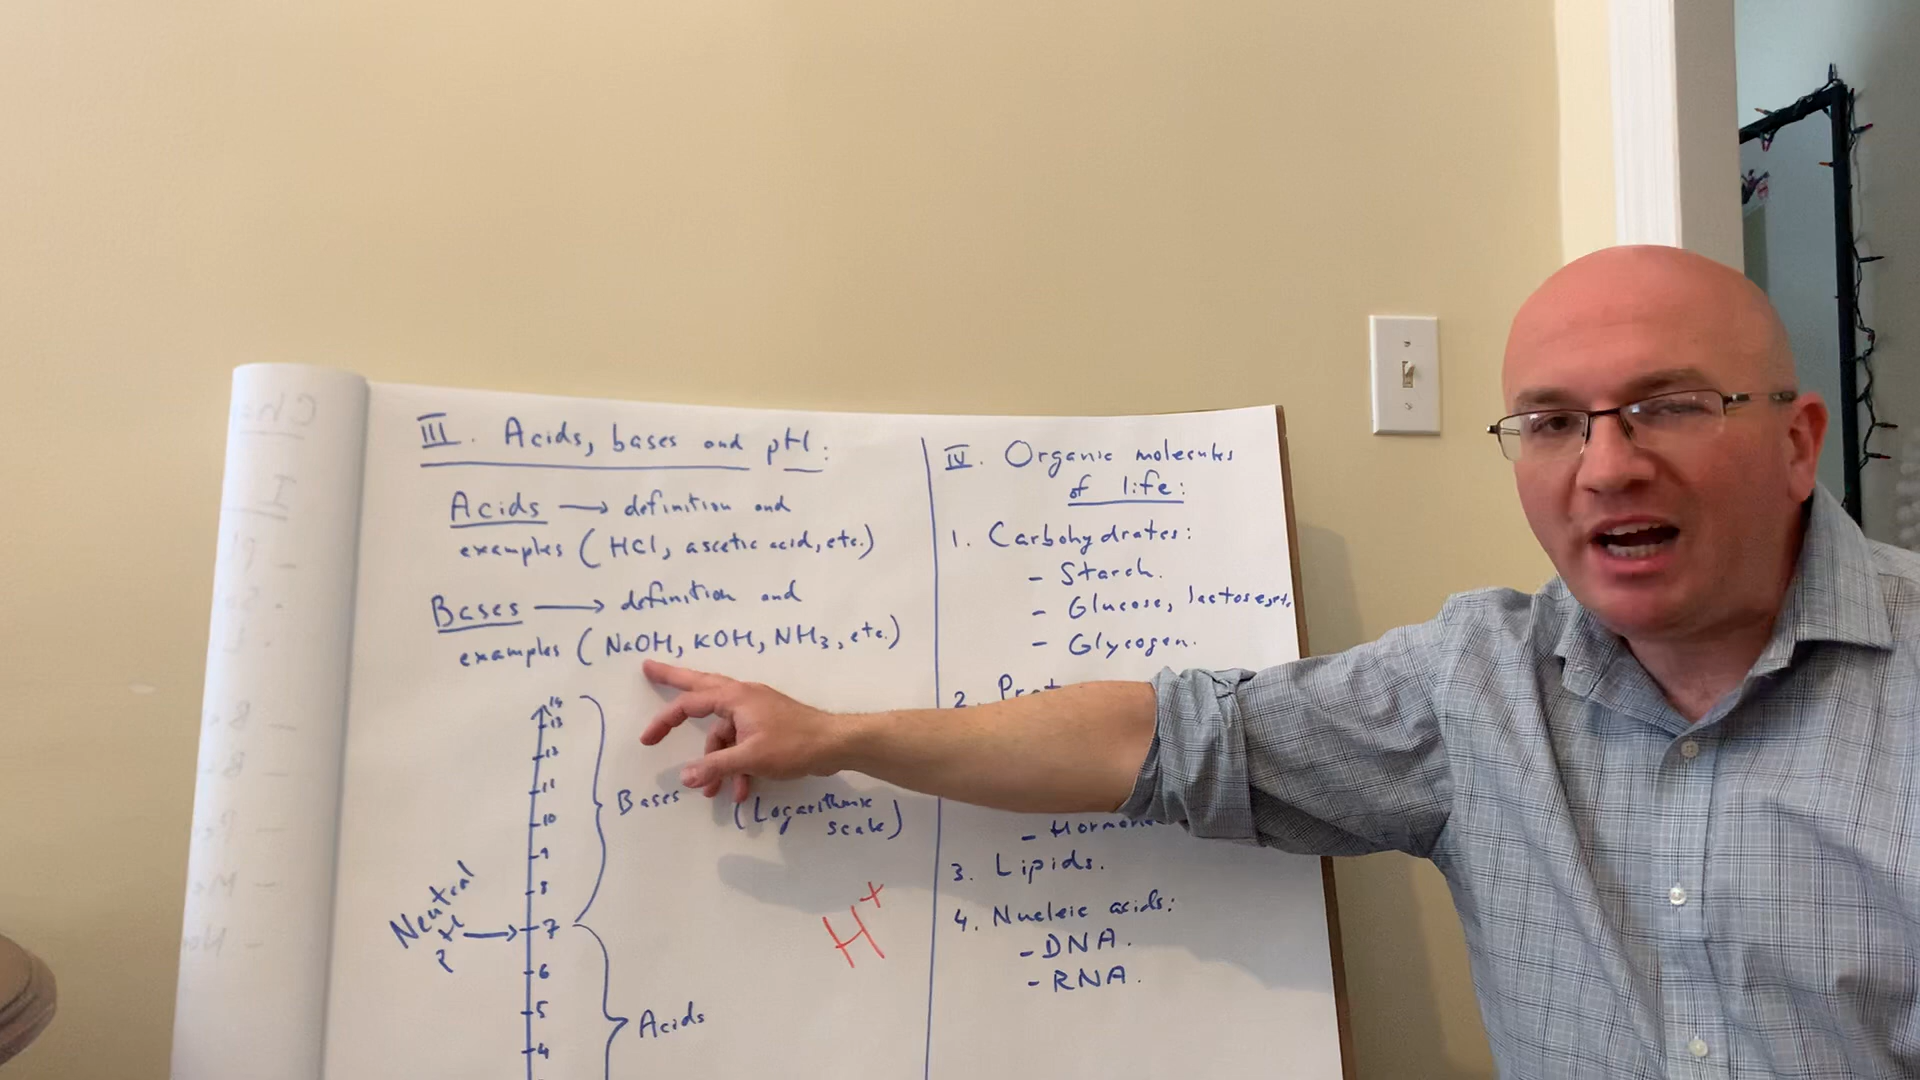 III. Acids, bases and pH:
Acids → definition and
examples (HCl, ascetic acid, etc.)
Bases → definition and
examples (NaOH, KOH, NH3, etc.)
14
13
12
11
10
9
8
7
6
5
4
Bases
(Logarithmic
scale)
Neutral
pH
Acids
H+
IV. Organic molecules
of life:
1. Carbohydrates:
- Starch.
- Glucose, lactose, etc.
- Glycogen.
2.
3. Lipids.
4. Nucleic acids:
- DNA.
- RNA.